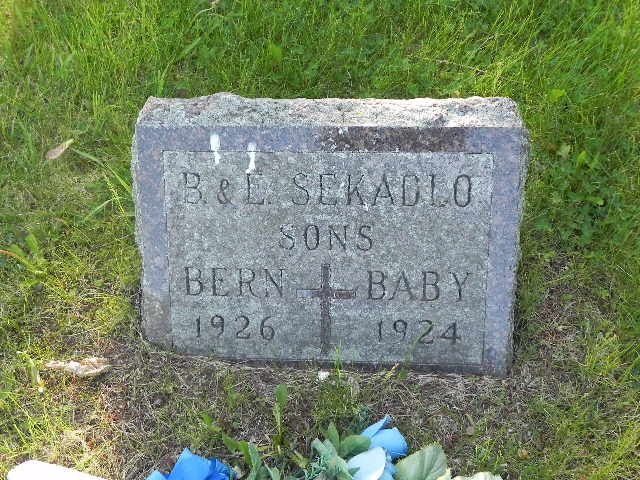 B. & E. SEKADLO
SONS
BERN BABY
1926 1924